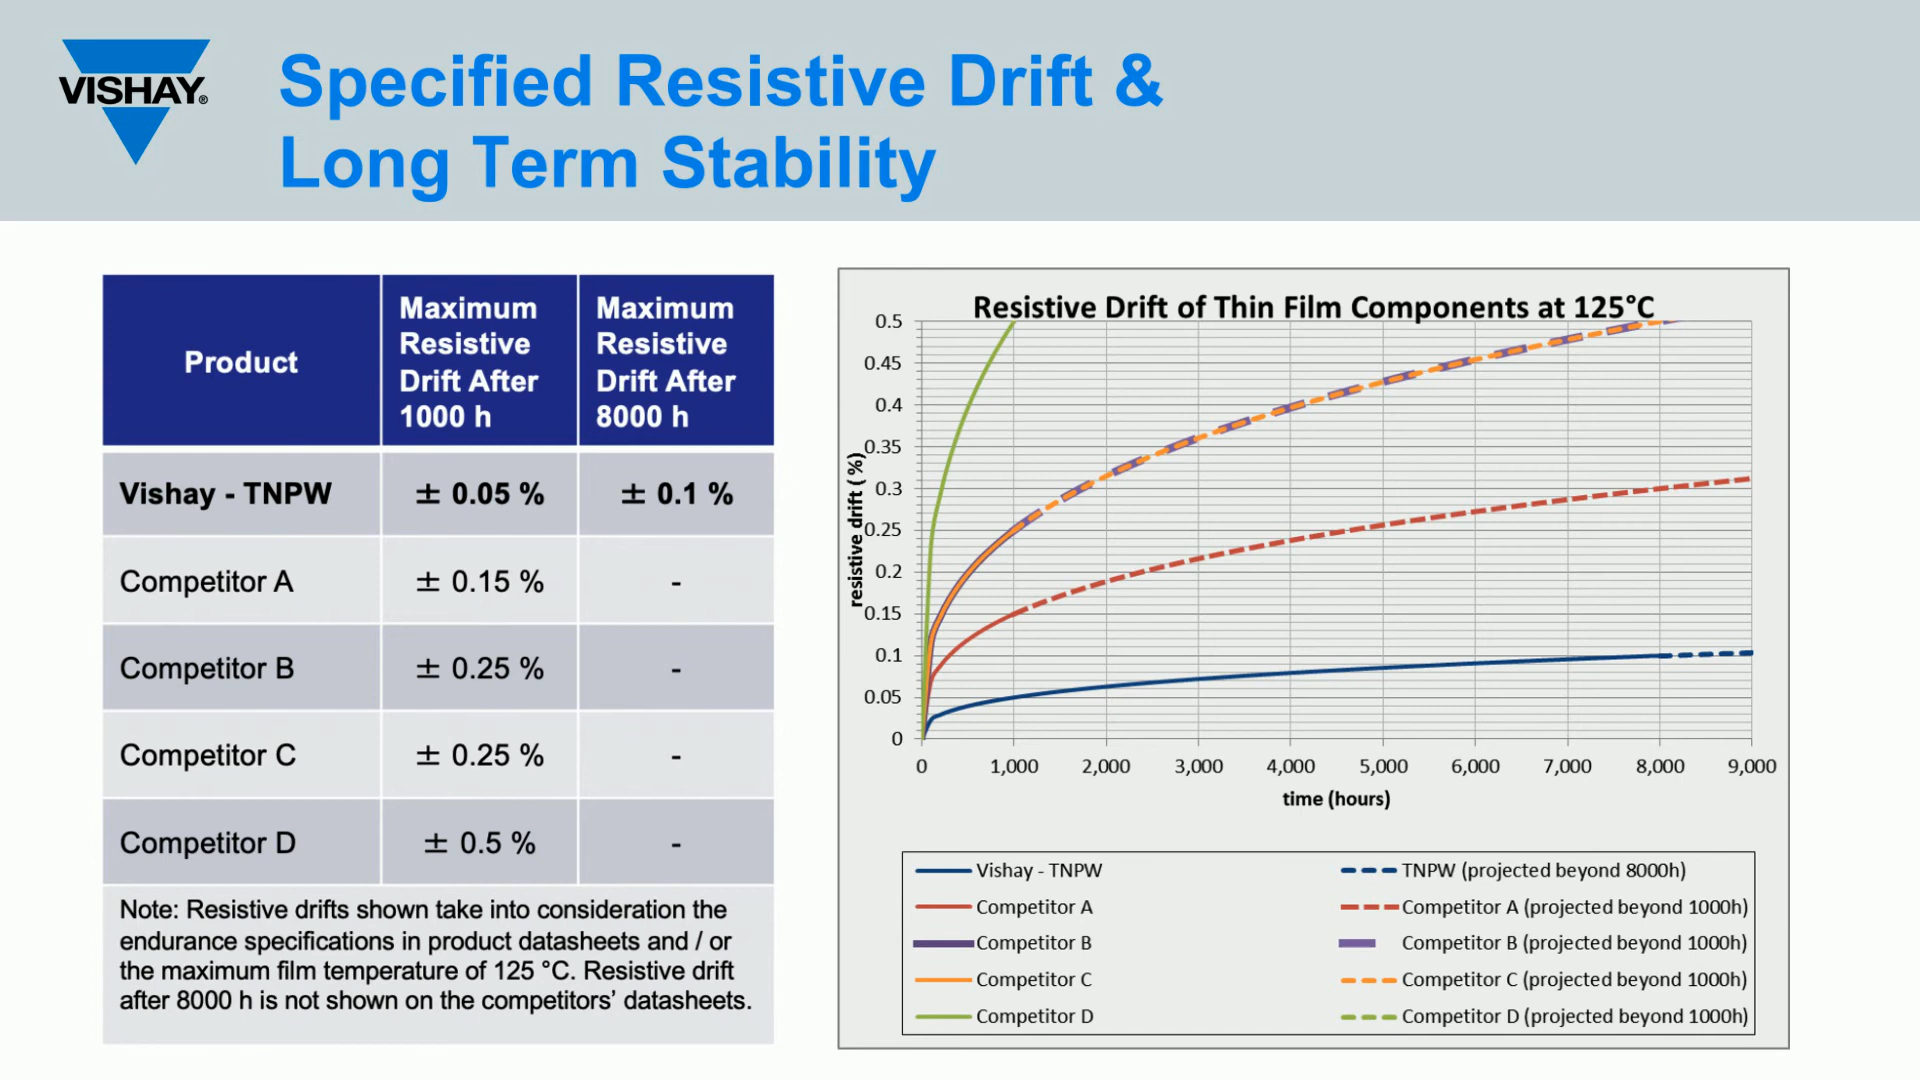 VISHAY®
Specified Resistive Drift &
Long Term Stability
Product
Maximum
Resistive
Drift After
1000 h
Maximum
Resistive
Drift After
8000 h
Vishay - TNPW
± 0.05 %
± 0.1 %
Competitor A
± 0.15 %
-
Competitor B
± 0.25 %
-
Competitor C
± 0.25 %
-
Competitor D
± 0.5 %
-
Note: Resistive drifts shown take into consideration the
endurance specifications in product datasheets and / or
the maximum film temperature of 125 °C. Resistive drift
after 8000 h is not shown on the competitors’ datasheets.
Resistive Drift of Thin Film Components at 125°C
resistive drift ( %)
0.5
0.45
0.4
0.35
0.3
0.25
0.2
0.15
0.1
0.05
0
0
1,000
2,000
3,000
4,000
5,000
6,000
7,000
8,000
9,000
time (hours)
Vishay - TNPW
TNPW (projected beyond 8000h)
Competitor A
Competitor A (projected beyond 1000h)
Competitor B
Competitor B (projected beyond 1000h)
Competitor C
Competitor C (projected beyond 1000h)
Competitor D
Competitor D (projected beyond 1000h)